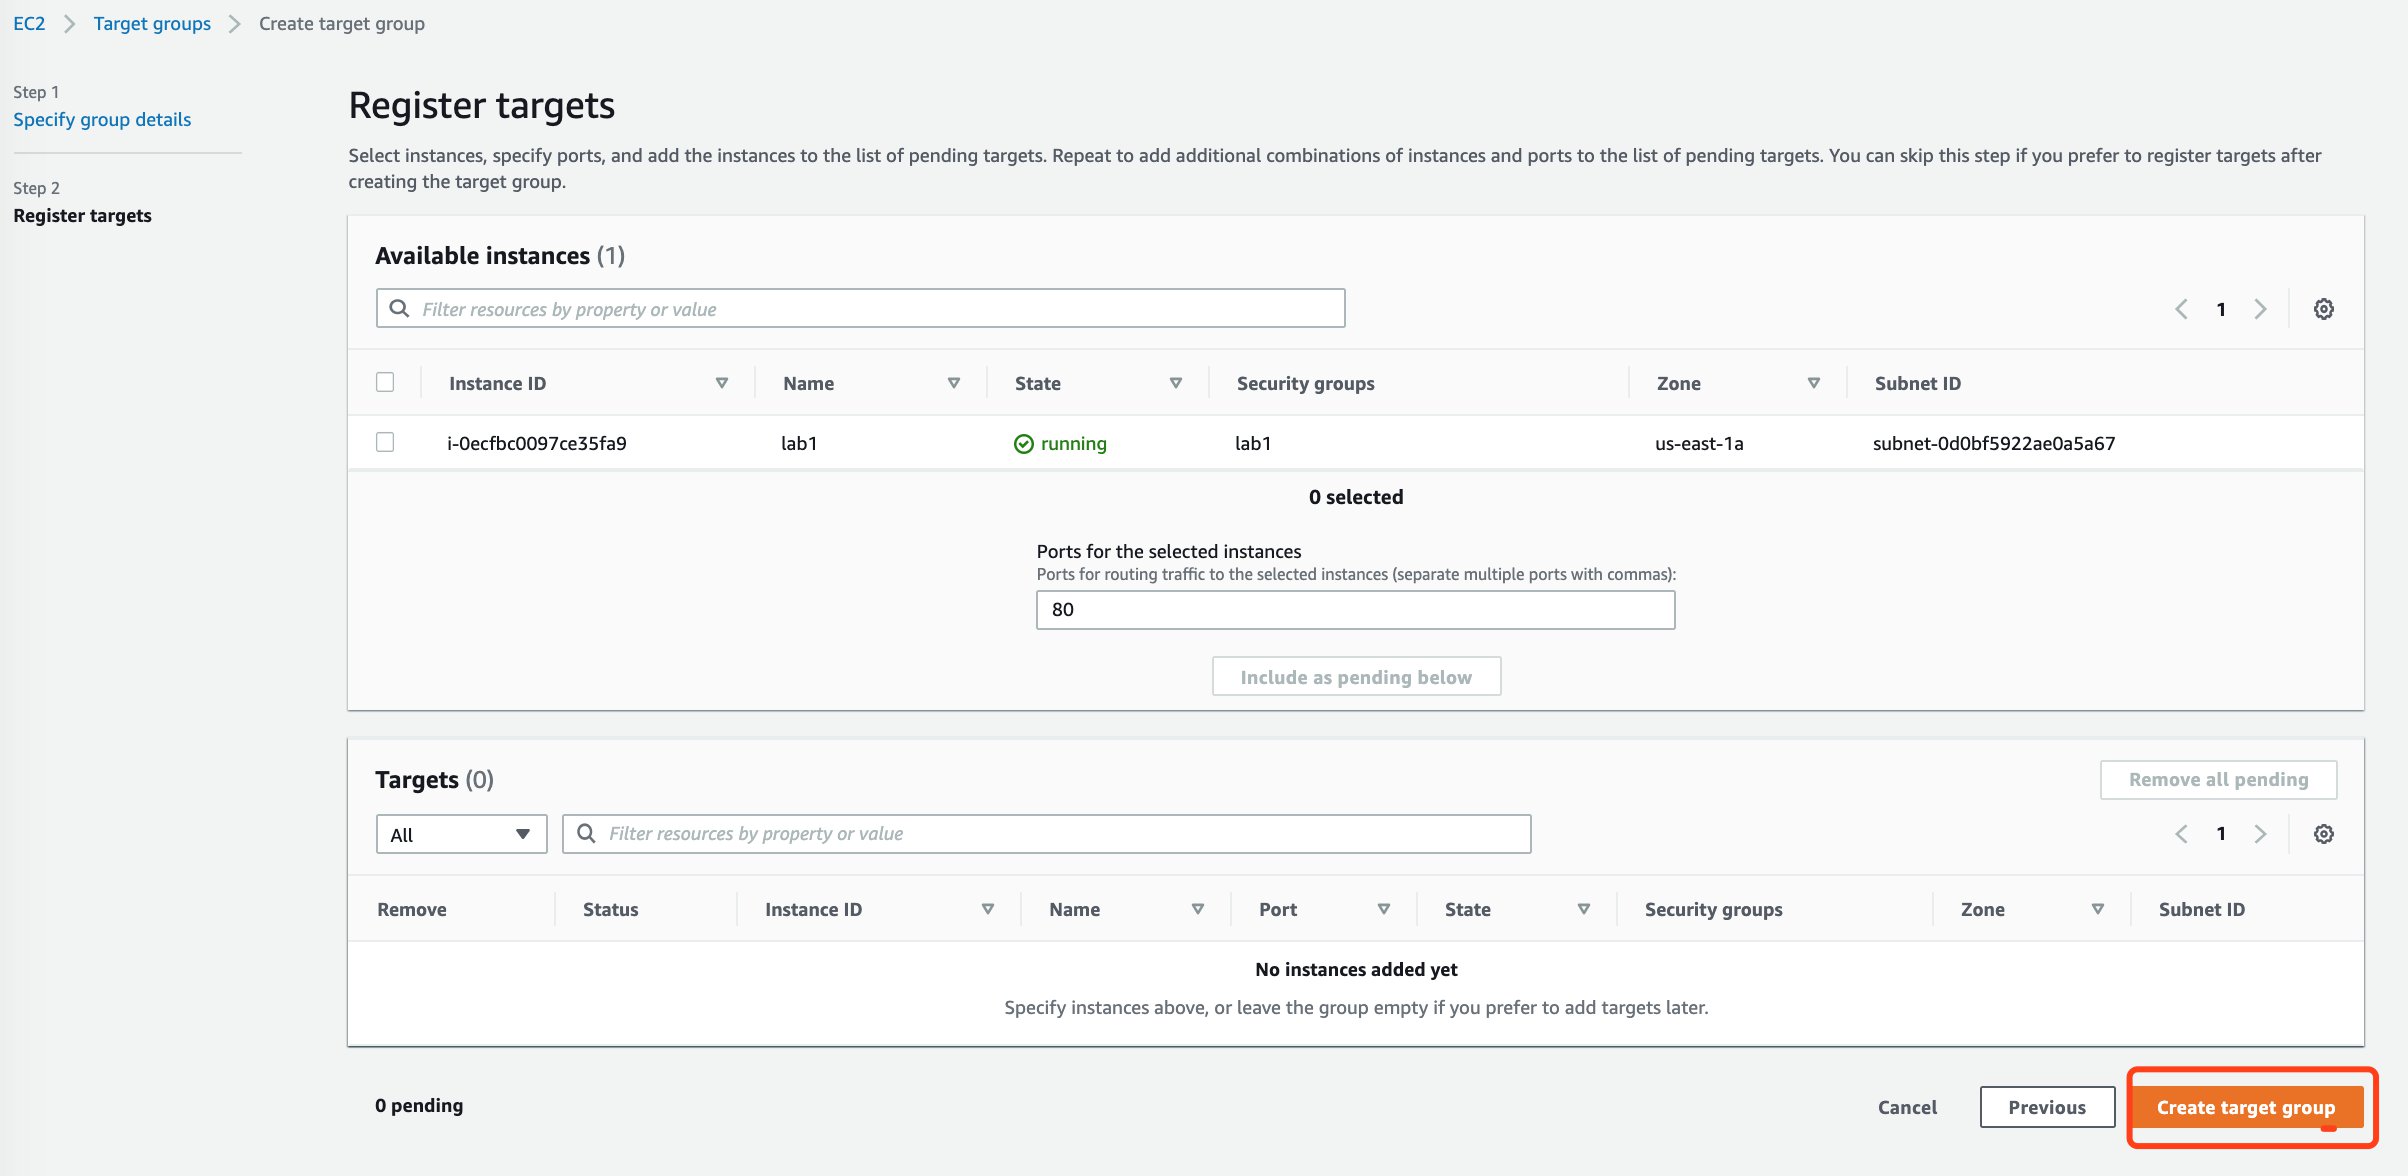 EC2 Target groups Create target group
Step 1
Specify group details
Step 2
Register targets
Register targets
Select instances, specify ports, and add the instances to the list of pending targets. Repeat to add additional combinations of instances and ports to the list of pending targets. You can skip this step if you prefer to register targets after
creating the target group.
Available instances (1)
Filter resources by property or value
1
Instance ID Name State Security groups Zone Subnet ID
i-0ecfbc0097ce35fa9 lab1 running lab1 us-east-1a subnet-0d0bf5922ae0a5a67
0 selected
Ports for the selected instances
Ports for routing traffic to the selected instances (separate multiple ports with commas):
80
Include as pending below
Targets (0)
Remove all pending
All Filter resources by property or value
1
Remove Status Instance ID Name Port State Security groups Zone Subnet ID
No instances added yet
Specify instances above, or leave the group empty if you prefer to add targets later.
0 pending
Cancel Previous Create target group